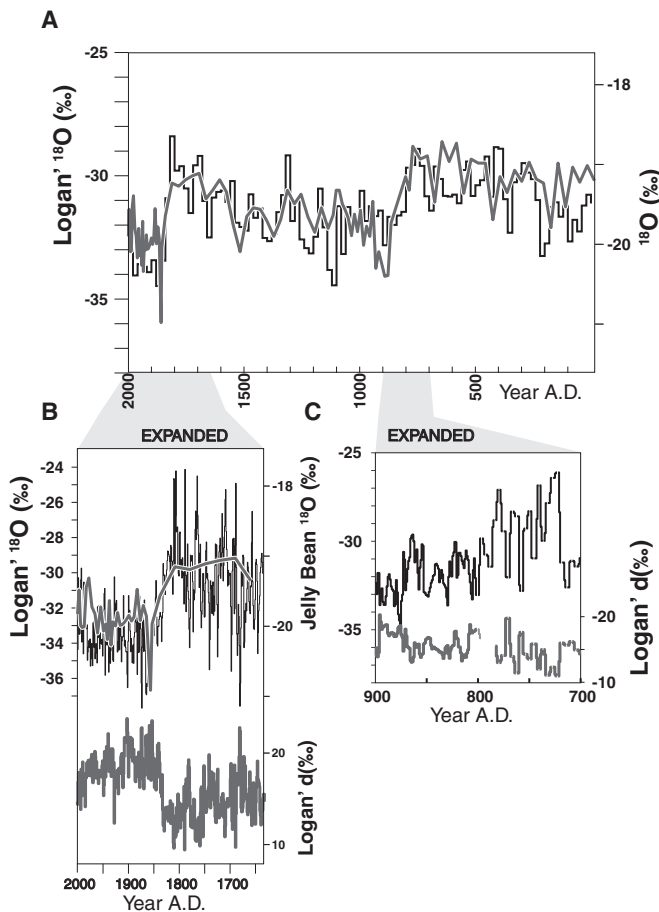 A
-25
-30
-35
Logan' ¹⁸O (‰)
-18
-20
¹⁸O (‰)
2000
1500
1000
500
Year A.D.
B
EXPANDED
-24
-26
-28
-30
-32
-34
-36
Logan' ¹⁸O (‰)
-18
-20
Jelly Bean ¹⁸O (‰)
20
10
Logan' d(‰)
2000
1900
1800
1700
Year A.D.
C
EXPANDED
-25
-30
-35
-20
-10
Logan' d(‰)
900
800
700
Year A.D.